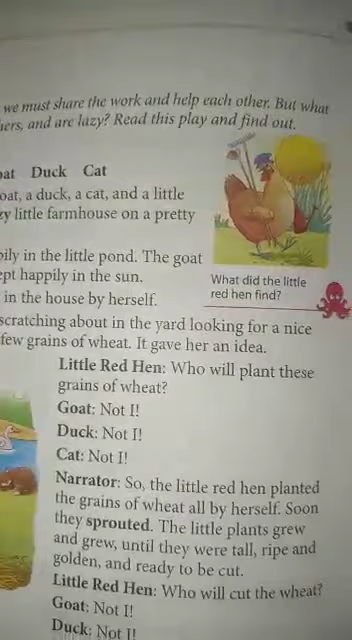 we must share the work and help each other. But what
and are lazy? Read this play and find out.
Duck Cat
a duck, a cat, and a little
little farmhouse on a pretty
in the little pond. The goat
happily in the sun.
in the house by herself.
What did the little
red hen find?
scratching about in the yard looking for a nice
few grains of wheat. It gave her an idea.
Little Red Hen: Who will plant these
grains of wheat?
Goat: Not I!
Duck: Not I!
Cat: Not I!
Narrator: So, the little red hen planted
the grains of wheat all by herself. Soon
they sprouted. The little plants grew
and grew, until they were tall, ripe and
golden, and ready to be cut.
Little Red Hen: Who will cut the wheat?
Goat: Not I!
Duck: Not I!